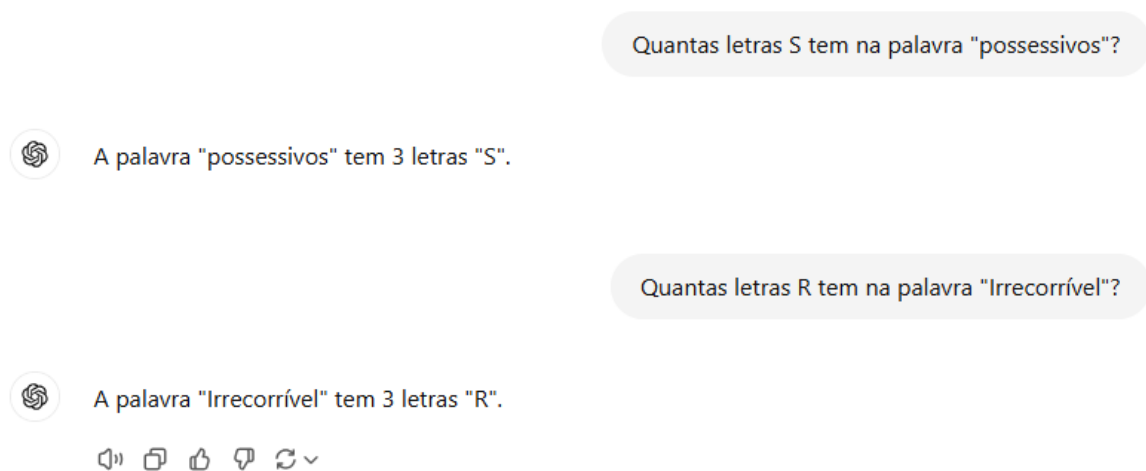 Quantas letras S tem na palavra "possessivos"?
A palavra "possessivos" tem 3 letras "S".
Quantas letras R tem na palavra "Irrecorrível"?
A palavra "Irrecorrível" tem 3 letras "R".